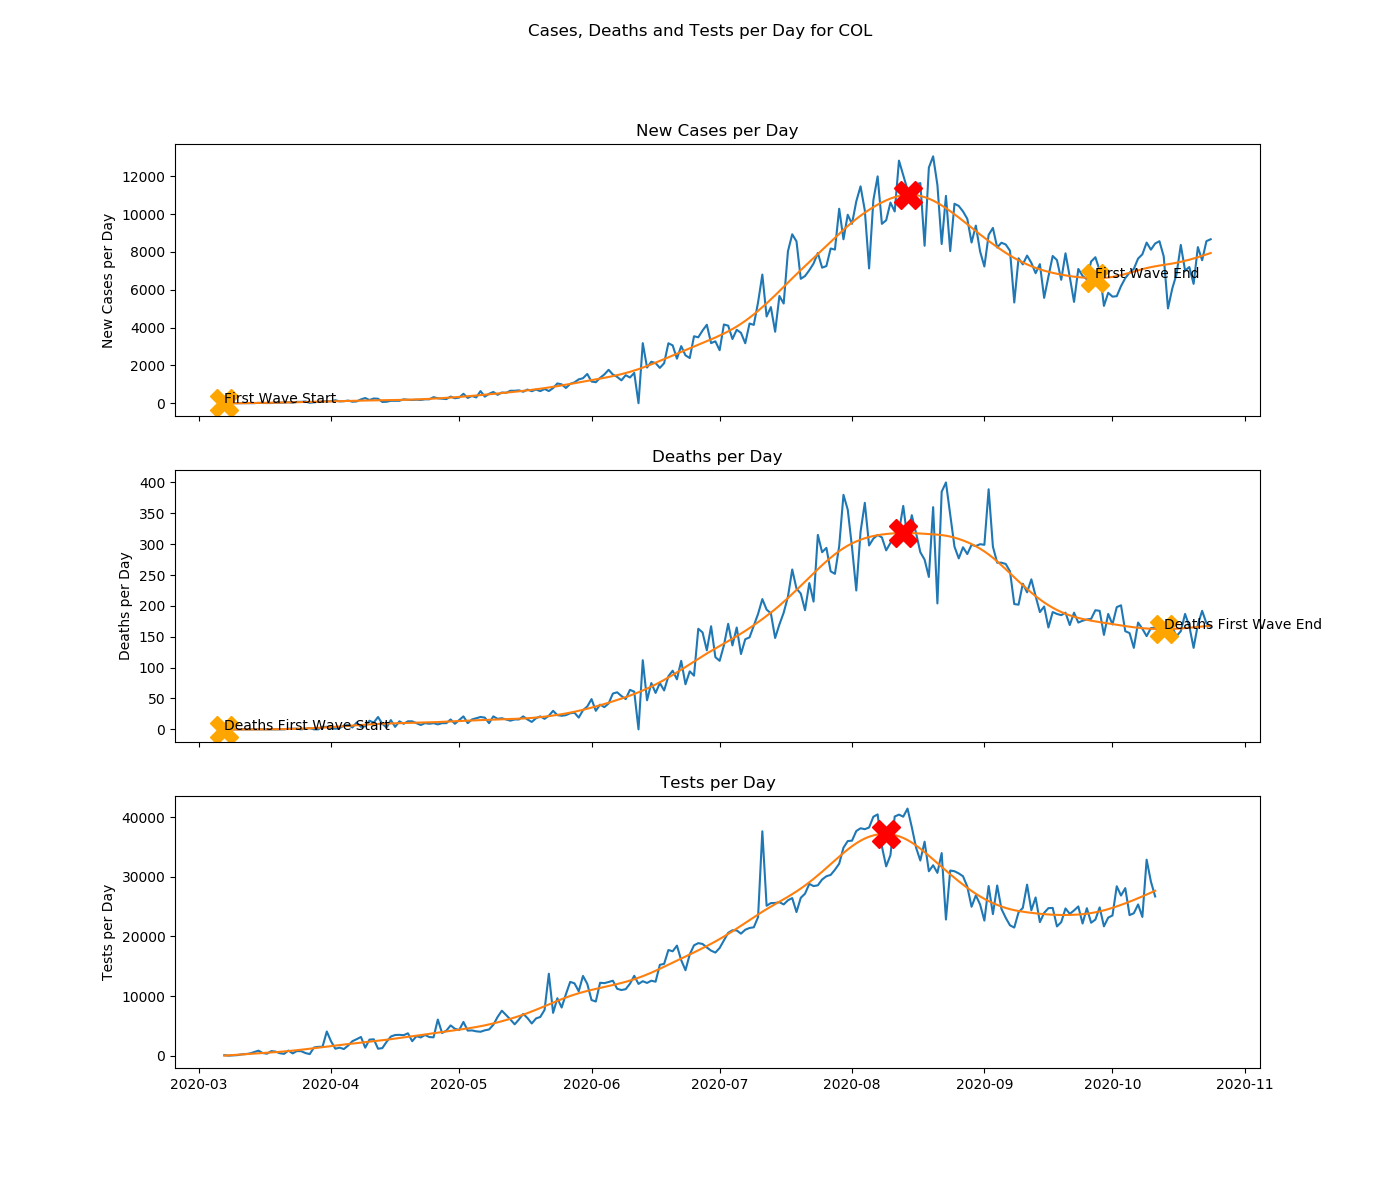 Cases, Deaths and Tests per Day for COL
New Cases per Day
New Cases per Day
12000
10000
8000
6000
4000
2000
0
First Wave Start
First Wave End
Deaths per Day
Deaths per Day
400
350
300
250
200
150
100
50
0
Deaths First Wave Start
Deaths First Wave End
Tests per Day
Tests per Day
40000
30000
20000
10000
0
2020-03 2020-04 2020-05 2020-06 2020-07 2020-08 2020-09 2020-10 2020-11